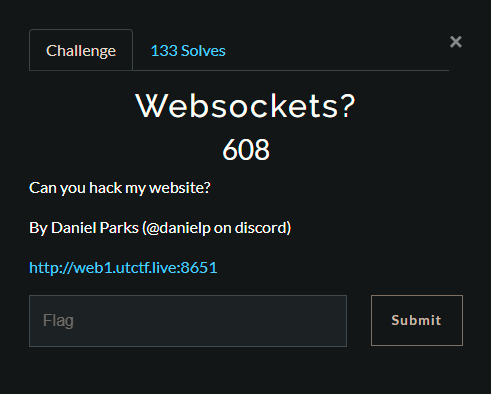 Challenge 133 Solves ×
Websockets?
608
Can you hack my website?
By Daniel Parks (@danielp on discord)
http://web1.utctf.live:8651
Flag Submit